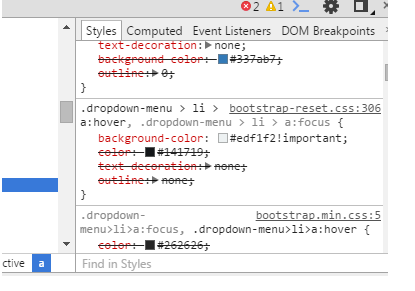 2 1
Styles Computed Event Listeners DOM Breakpoints
text-decoration: none;
background-color: #337ab7;
outline: 0;
}
.dropdown-menu > li > bootstrap-reset.css:306
a:hover, .dropdown-menu > li > a:focus {
background-color: #edf1f2!important;
color: #141719;
text-decoration: none;
outline: none;
}
.dropdown- bootstrap.min.css:5
menu>li>a:focus, .dropdown-menu>li>a:hover {
color: #262626;
ctive a Find in Styles